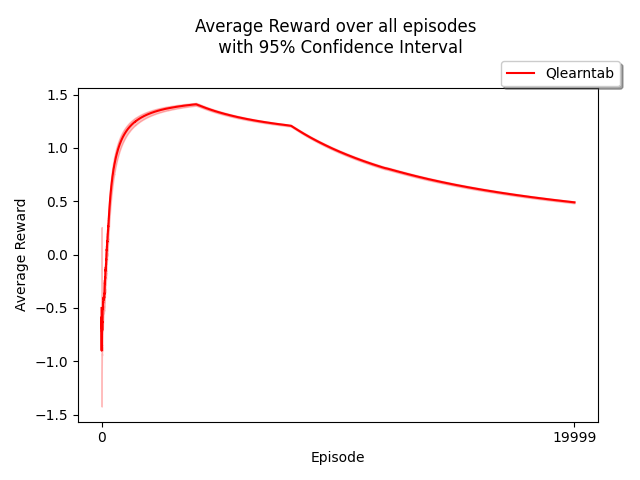 Average Reward over all episodes
with 95% Confidence Interval
Qlearntab
1.5
1.0
0.5
0.0
−0.5
−1.0
−1.5
Average Reward
0
19999
Episode